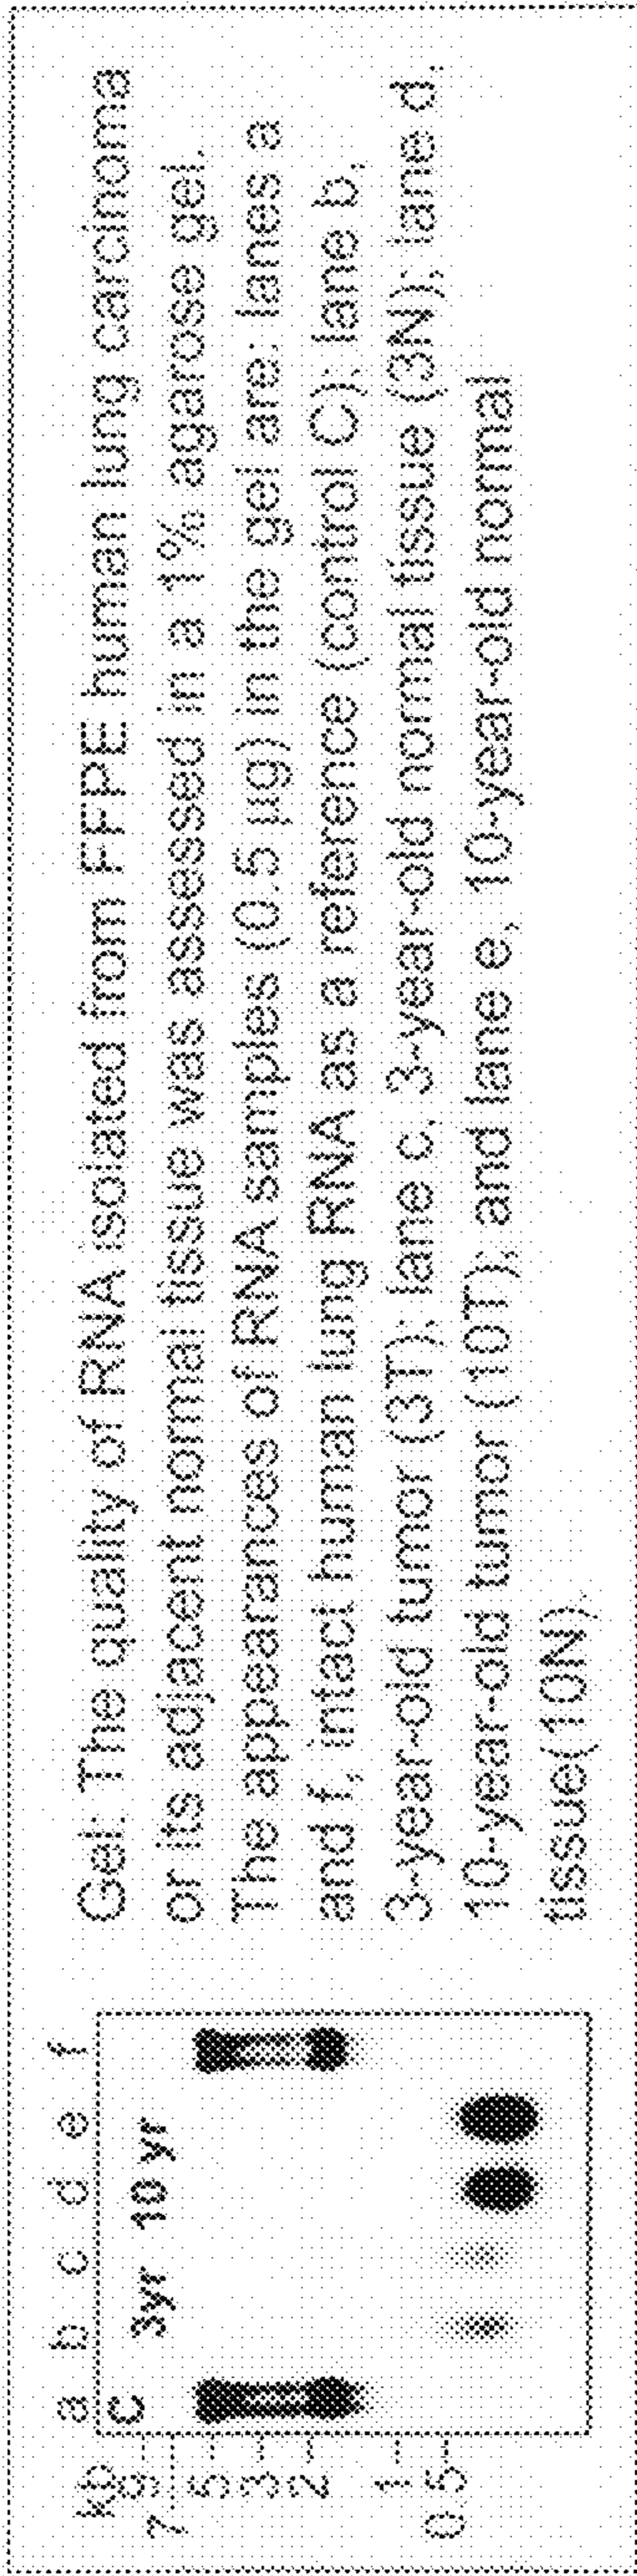 a b c d e f
kb
9
7
5
3
2
1
0.5
C 3yr 10 yr
Gel: The quality of RNA isolated from FFPE human lung carcinoma
or its adjacent normal tissue was assessed in a 1% agarose gel.
The appearances of RNA samples (0.5 µg) in the gel are: lanes a
and f, intact human lung RNA as a reference (control C); lane b,
3-year-old tumor (3T); lane c, 3-year-old normal tissue (3N); lane d,
10-year-old tumor (10T); and lane e, 10-year-old normal
tissue(10N).